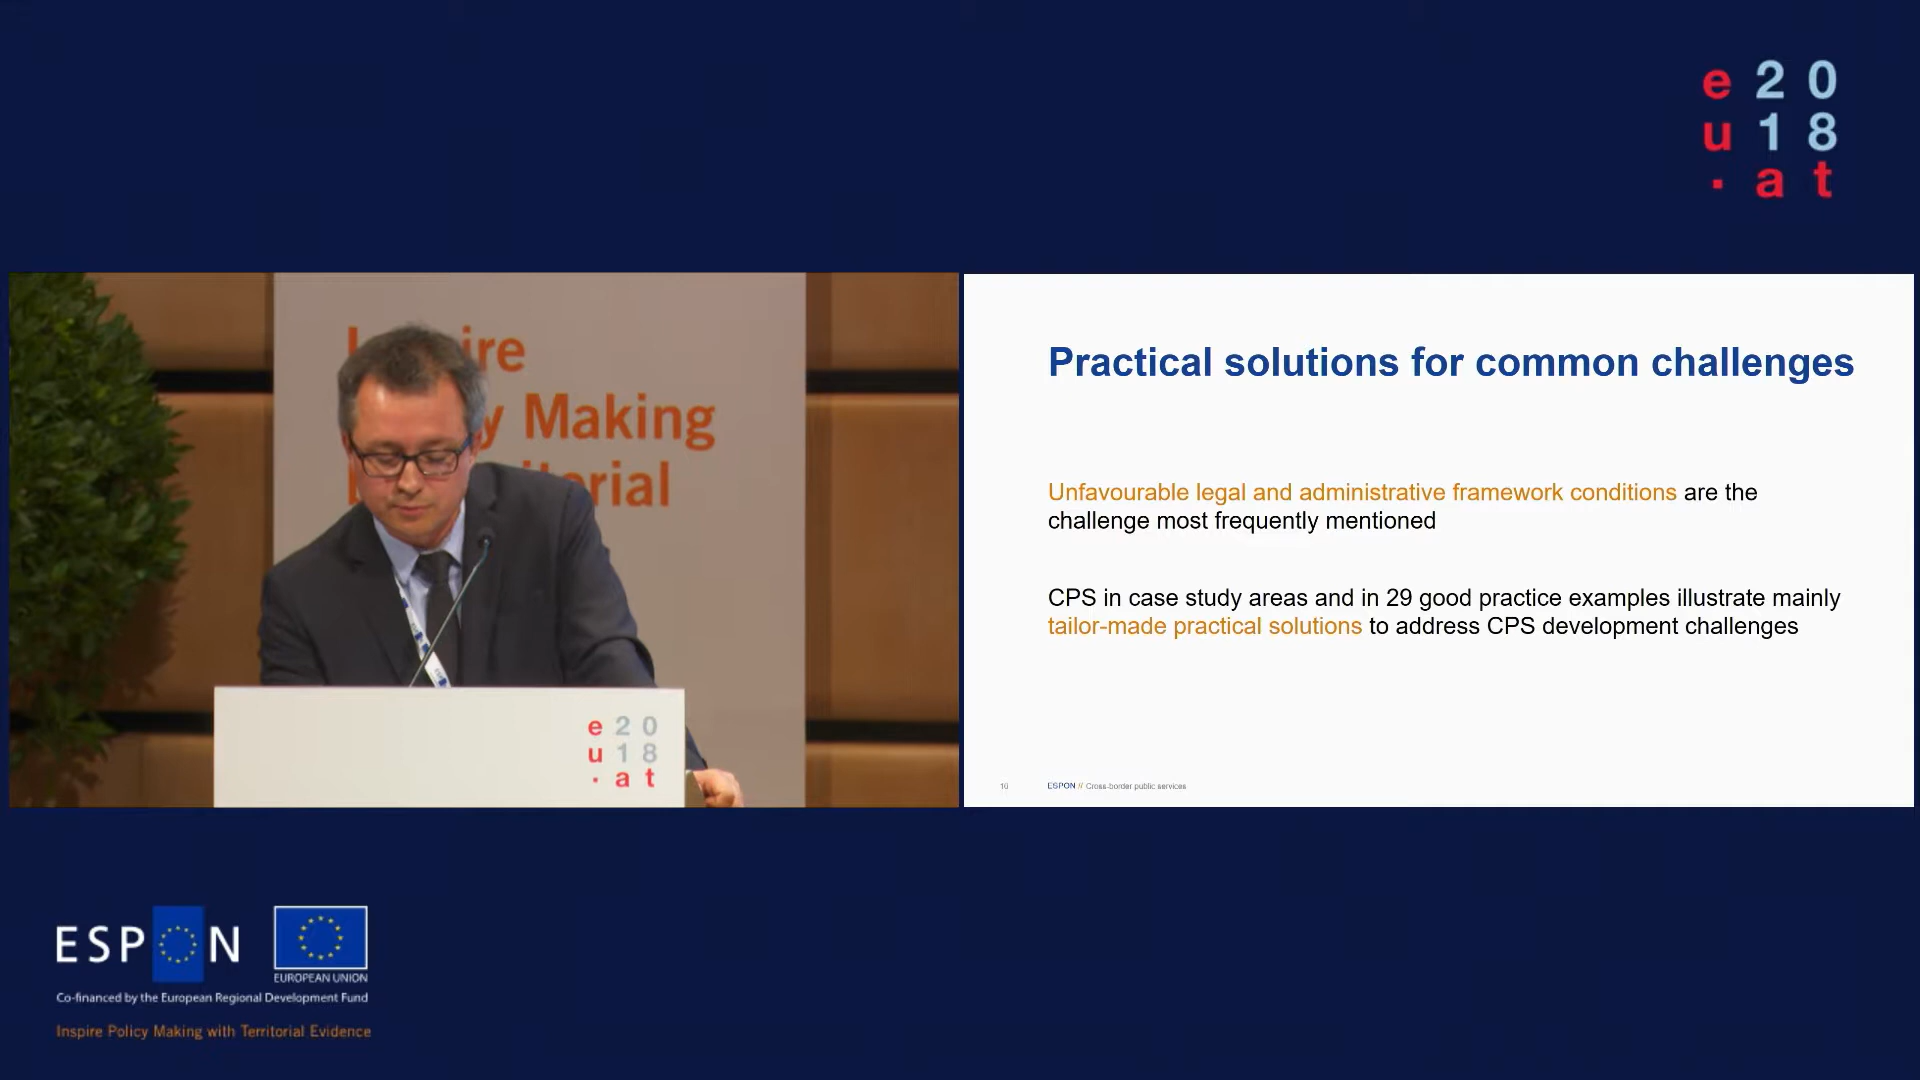 e 2 0
u 1 8
. a t
ire
y Making
rial
e 2 0
u 1 8
. a t
Practical solutions for common challenges
Unfavourable legal and administrative framework conditions are the
challenge most frequently mentioned
CPS in case study areas and in 29 good practice examples illustrate mainly
tailor-made practical solutions to address CPS development challenges
16 ESPON // Cross-border public services
ESPON
EUROPEAN UNION
Co-financed by the European Regional Development Fund
Inspire Policy Making with Territorial Evidence